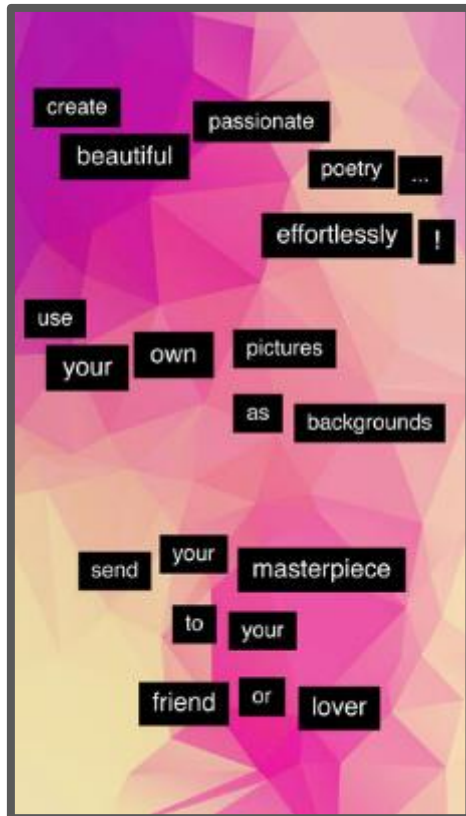 create
beautiful passionate
poetry ...
effortlessly !
use
your own pictures
as backgrounds
send your masterpiece
to your
friend or lover